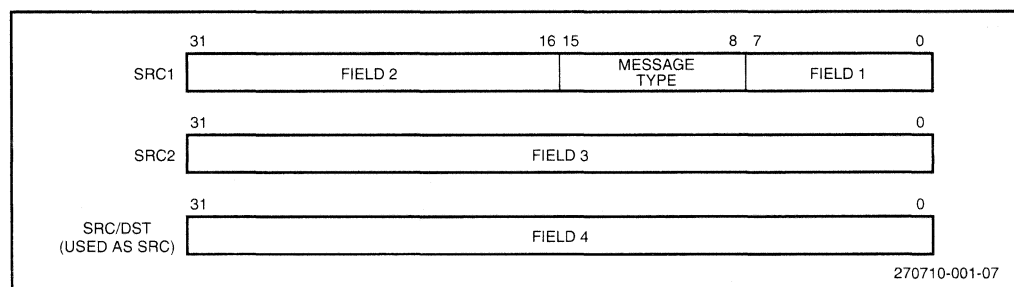 31 16 15 8 7 0
SRC1 FIELD 2 MESSAGE TYPE FIELD 1
31 0
SRC2 FIELD 3
31 0
SRC/DST
(USED AS SRC) FIELD 4
270710-001-07